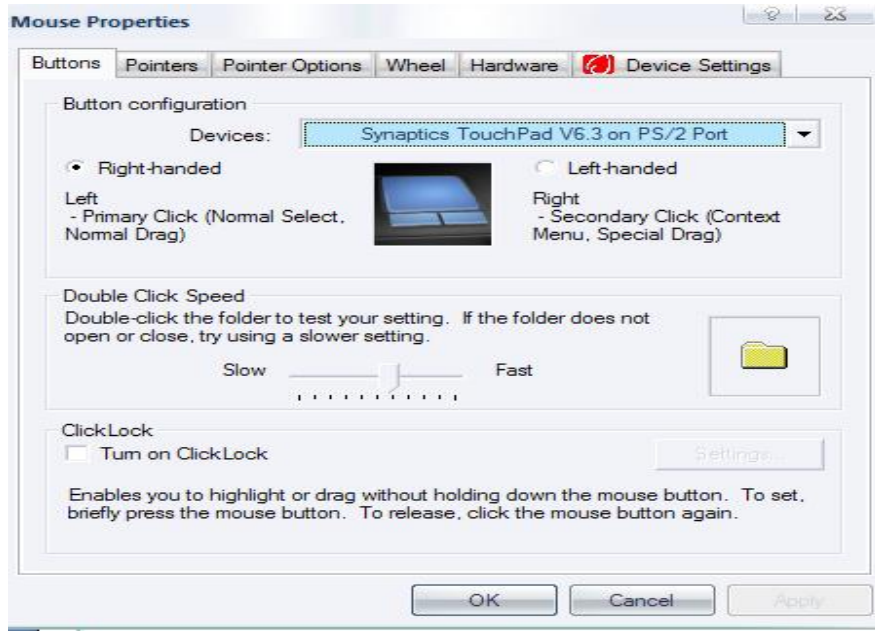 Mouse Properties
Buttons Pointers Pointer Options Wheel Hardware Device Settings
Button configuration
Devices: Synaptics TouchPad V6.3 on PS/2 Port
Right-handed Left-handed
Left
- Primary Click (Normal Select,
Normal Drag)
Right
- Secondary Click (Context
Menu, Special Drag)
Double Click Speed
Double-click the folder to test your setting. If the folder does not
open or close, try using a slower setting.
Slow Fast
ClickLock
Turn on ClickLock
Settings...
Enables you to highlight or drag without holding down the mouse button. To set,
briefly press the mouse button. To release, click the mouse button again.
OK Cancel Apply